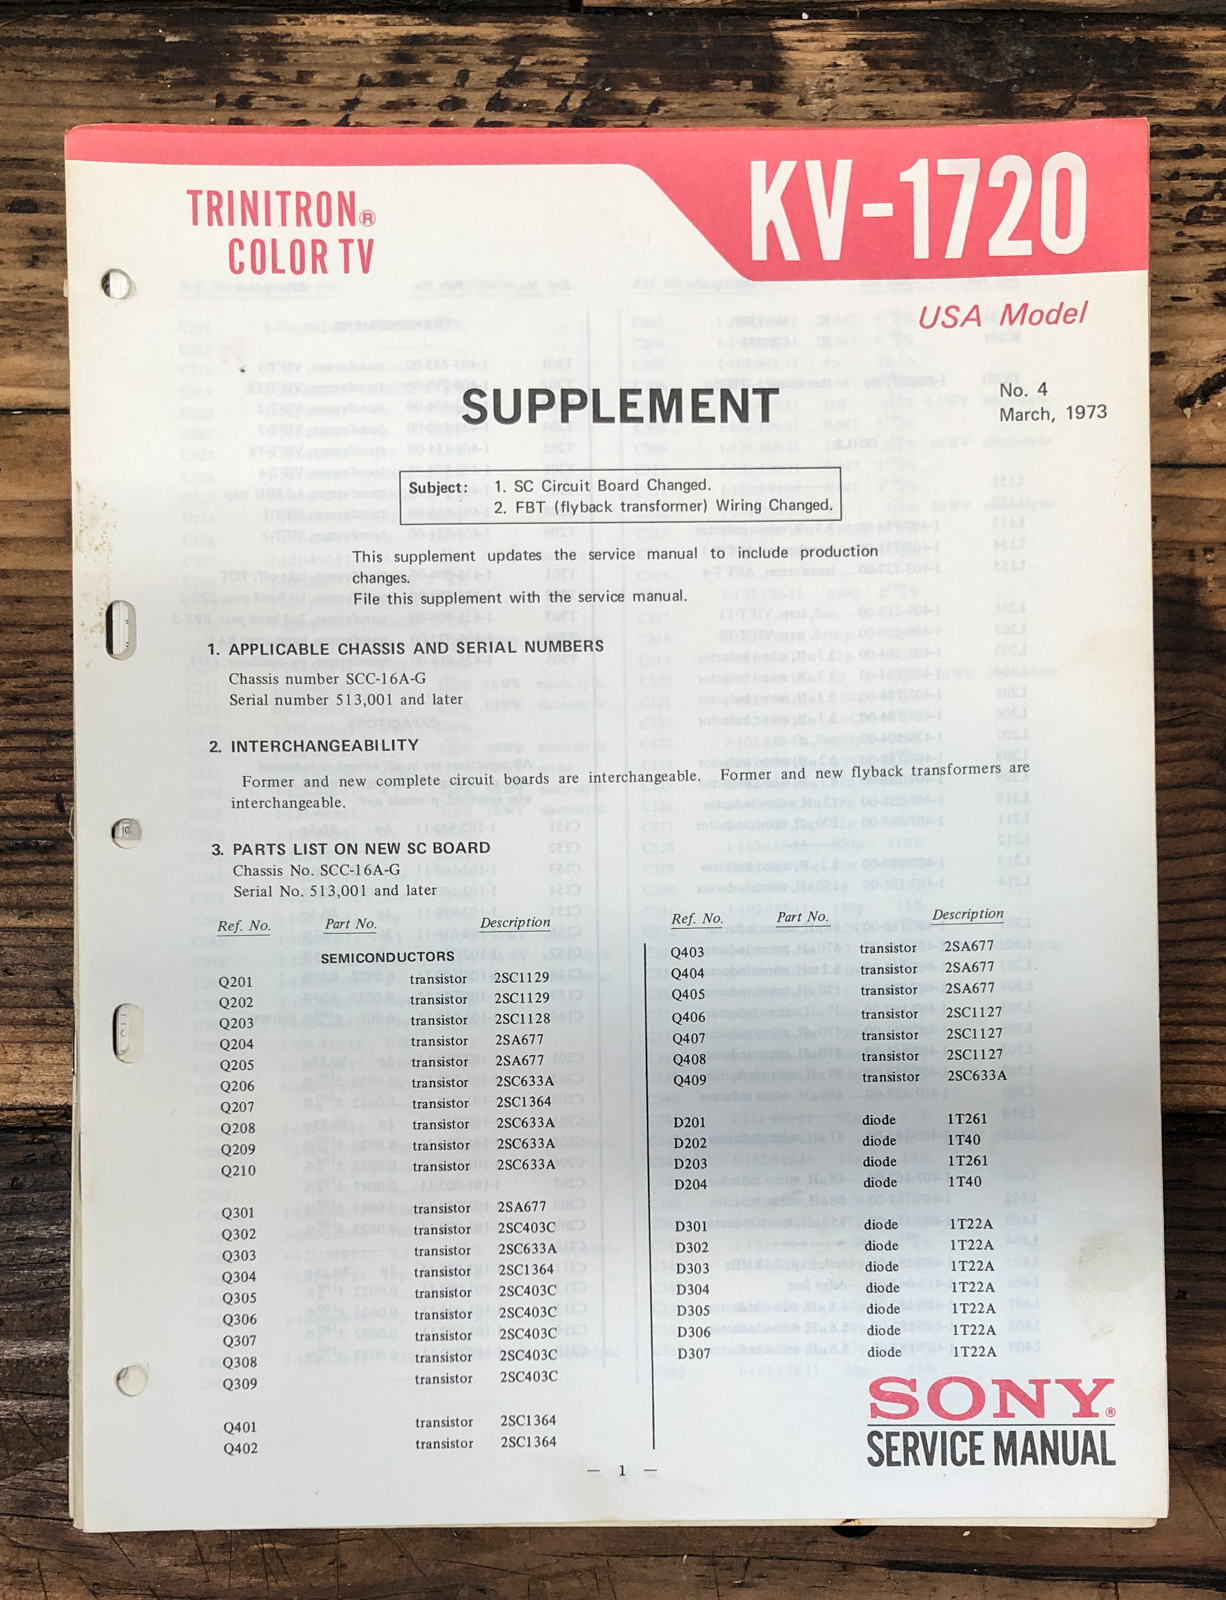 TRINITRON®
COLOR TV
KV-1720
USA Model
SUPPLEMENT
No. 4
March, 1973
Subject: 1. SC Circuit Board Changed.
2. FBT (flyback transformer) Wiring Changed.
This supplement updates the service manual to include production
changes.
File this supplement with the service manual.
1. APPLICABLE CHASSIS AND SERIAL NUMBERS
Chassis number SCC-16A-G
Serial number 513,001 and later
2. INTERCHANGEABILITY
Former and new complete circuit boards are interchangeable. Former and new flyback transformers are
interchangeable.
3. PARTS LIST ON NEW SC BOARD
Chassis No. SCC-16A-G
Serial No. 513,001 and later
Ref. No. Part No. Description
SEMICONDUCTORS
Q201 transistor 2SC1129
Q202 transistor 2SC1129
Q203 transistor 2SC1128
Q204 transistor 2SA677
Q205 transistor 2SA677
Q206 transistor 2SC633A
Q207 transistor 2SC1364
Q208 transistor 2SC633A
Q209 transistor 2SC633A
Q210 transistor 2SC633A
Q301 transistor 2SA677
Q302 transistor 2SC403C
Q303 transistor 2SC633A
Q304 transistor 2SC1364
Q305 transistor 2SC403C
Q306 transistor 2SC403C
Q307 transistor 2SC403C
Q308 transistor 2SC403C
Q309 transistor 2SC403C
Q401 transistor 2SC1364
Q402 transistor 2SC1364
Ref. No. Part No. Description
Q403 transistor 2SA677
Q404 transistor 2SA677
Q405 transistor 2SA677
Q406 transistor 2SC1127
Q407 transistor 2SC1127
Q408 transistor 2SC1127
Q409 transistor 2SC633A
D201 diode 1T261
D202 diode 1T40
D203 diode 1T261
D204 diode 1T40
D301 diode 1T22A
D302 diode 1T22A
D303 diode 1T22A
D304 diode 1T22A
D305 diode 1T22A
D306 diode 1T22A
D307 diode 1T22A
SONY®
SERVICE MANUAL
— 1 —